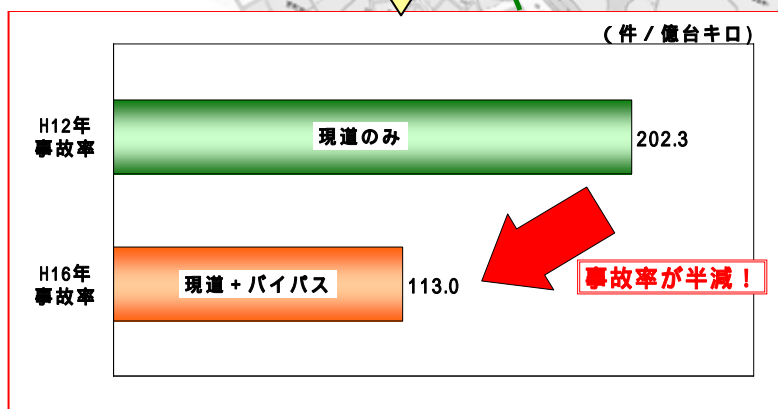 (件/億台キロ)
H12年
事故率
現道のみ
202.3
H16年
事故率
現道+バイパス
113.0
事故率が半減!